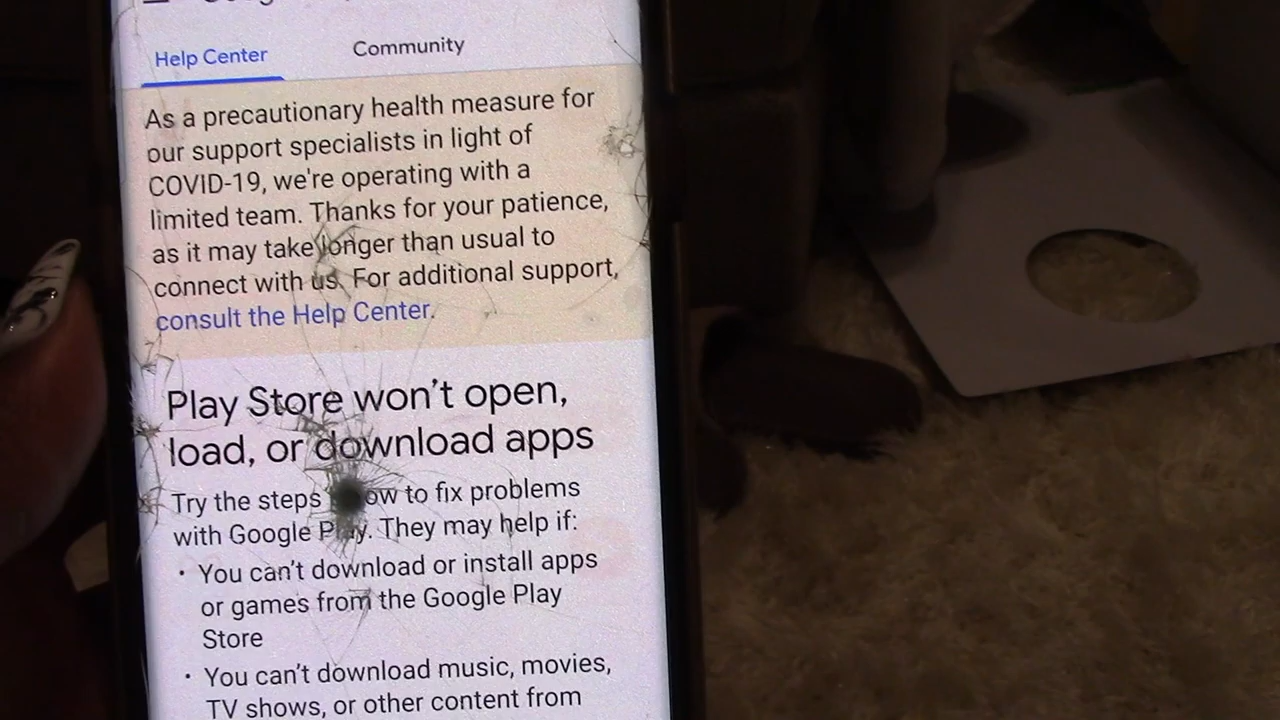 Help Center
Community
As a precautionary health measure for
our support specialists in light of
COVID-19, we're operating with a
limited team. Thanks for your patience,
as it may take longer than usual to
connect with us. For additional support,
consult the Help Center.
Play Store won't open,
load, or download apps
Try the steps to fix problems
with Google Play. They may help if:
• You can't download or install apps
or games from the Google Play
Store
• You can't download music, movies,
TV shows, or other content from